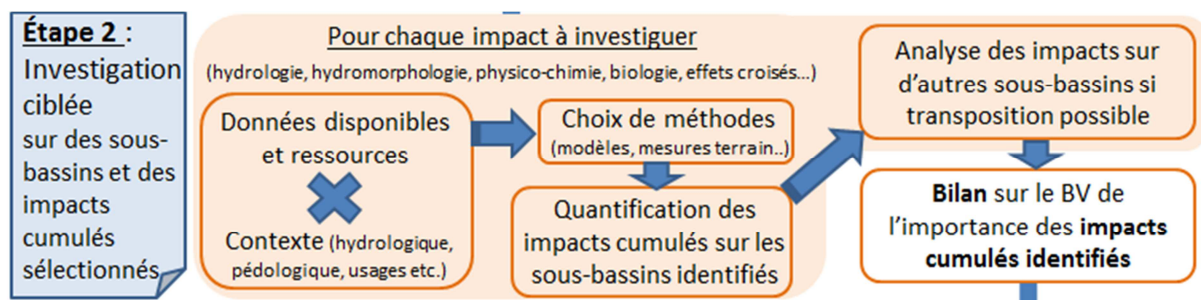 Étape 2 :
Investigation
ciblée
sur des sous-
bassins et des
impacts
cumulés
sélectionnés
Pour chaque impact à investiguer
(hydrologie, hydromorphologie, physico-chimie, biologie, effets croisés...)
Données disponibles
et ressources
Contexte (hydrologique,
pédologique, usages etc.)
Choix de méthodes
(modèles, mesures terrain..)
Quantification des
impacts cumulés sur les
sous-bassins identifiés
Analyse des impacts sur
d'autres sous-bassins si
transposition possible
Bilan sur le BV de
l'importance des impacts
cumulés identifiés